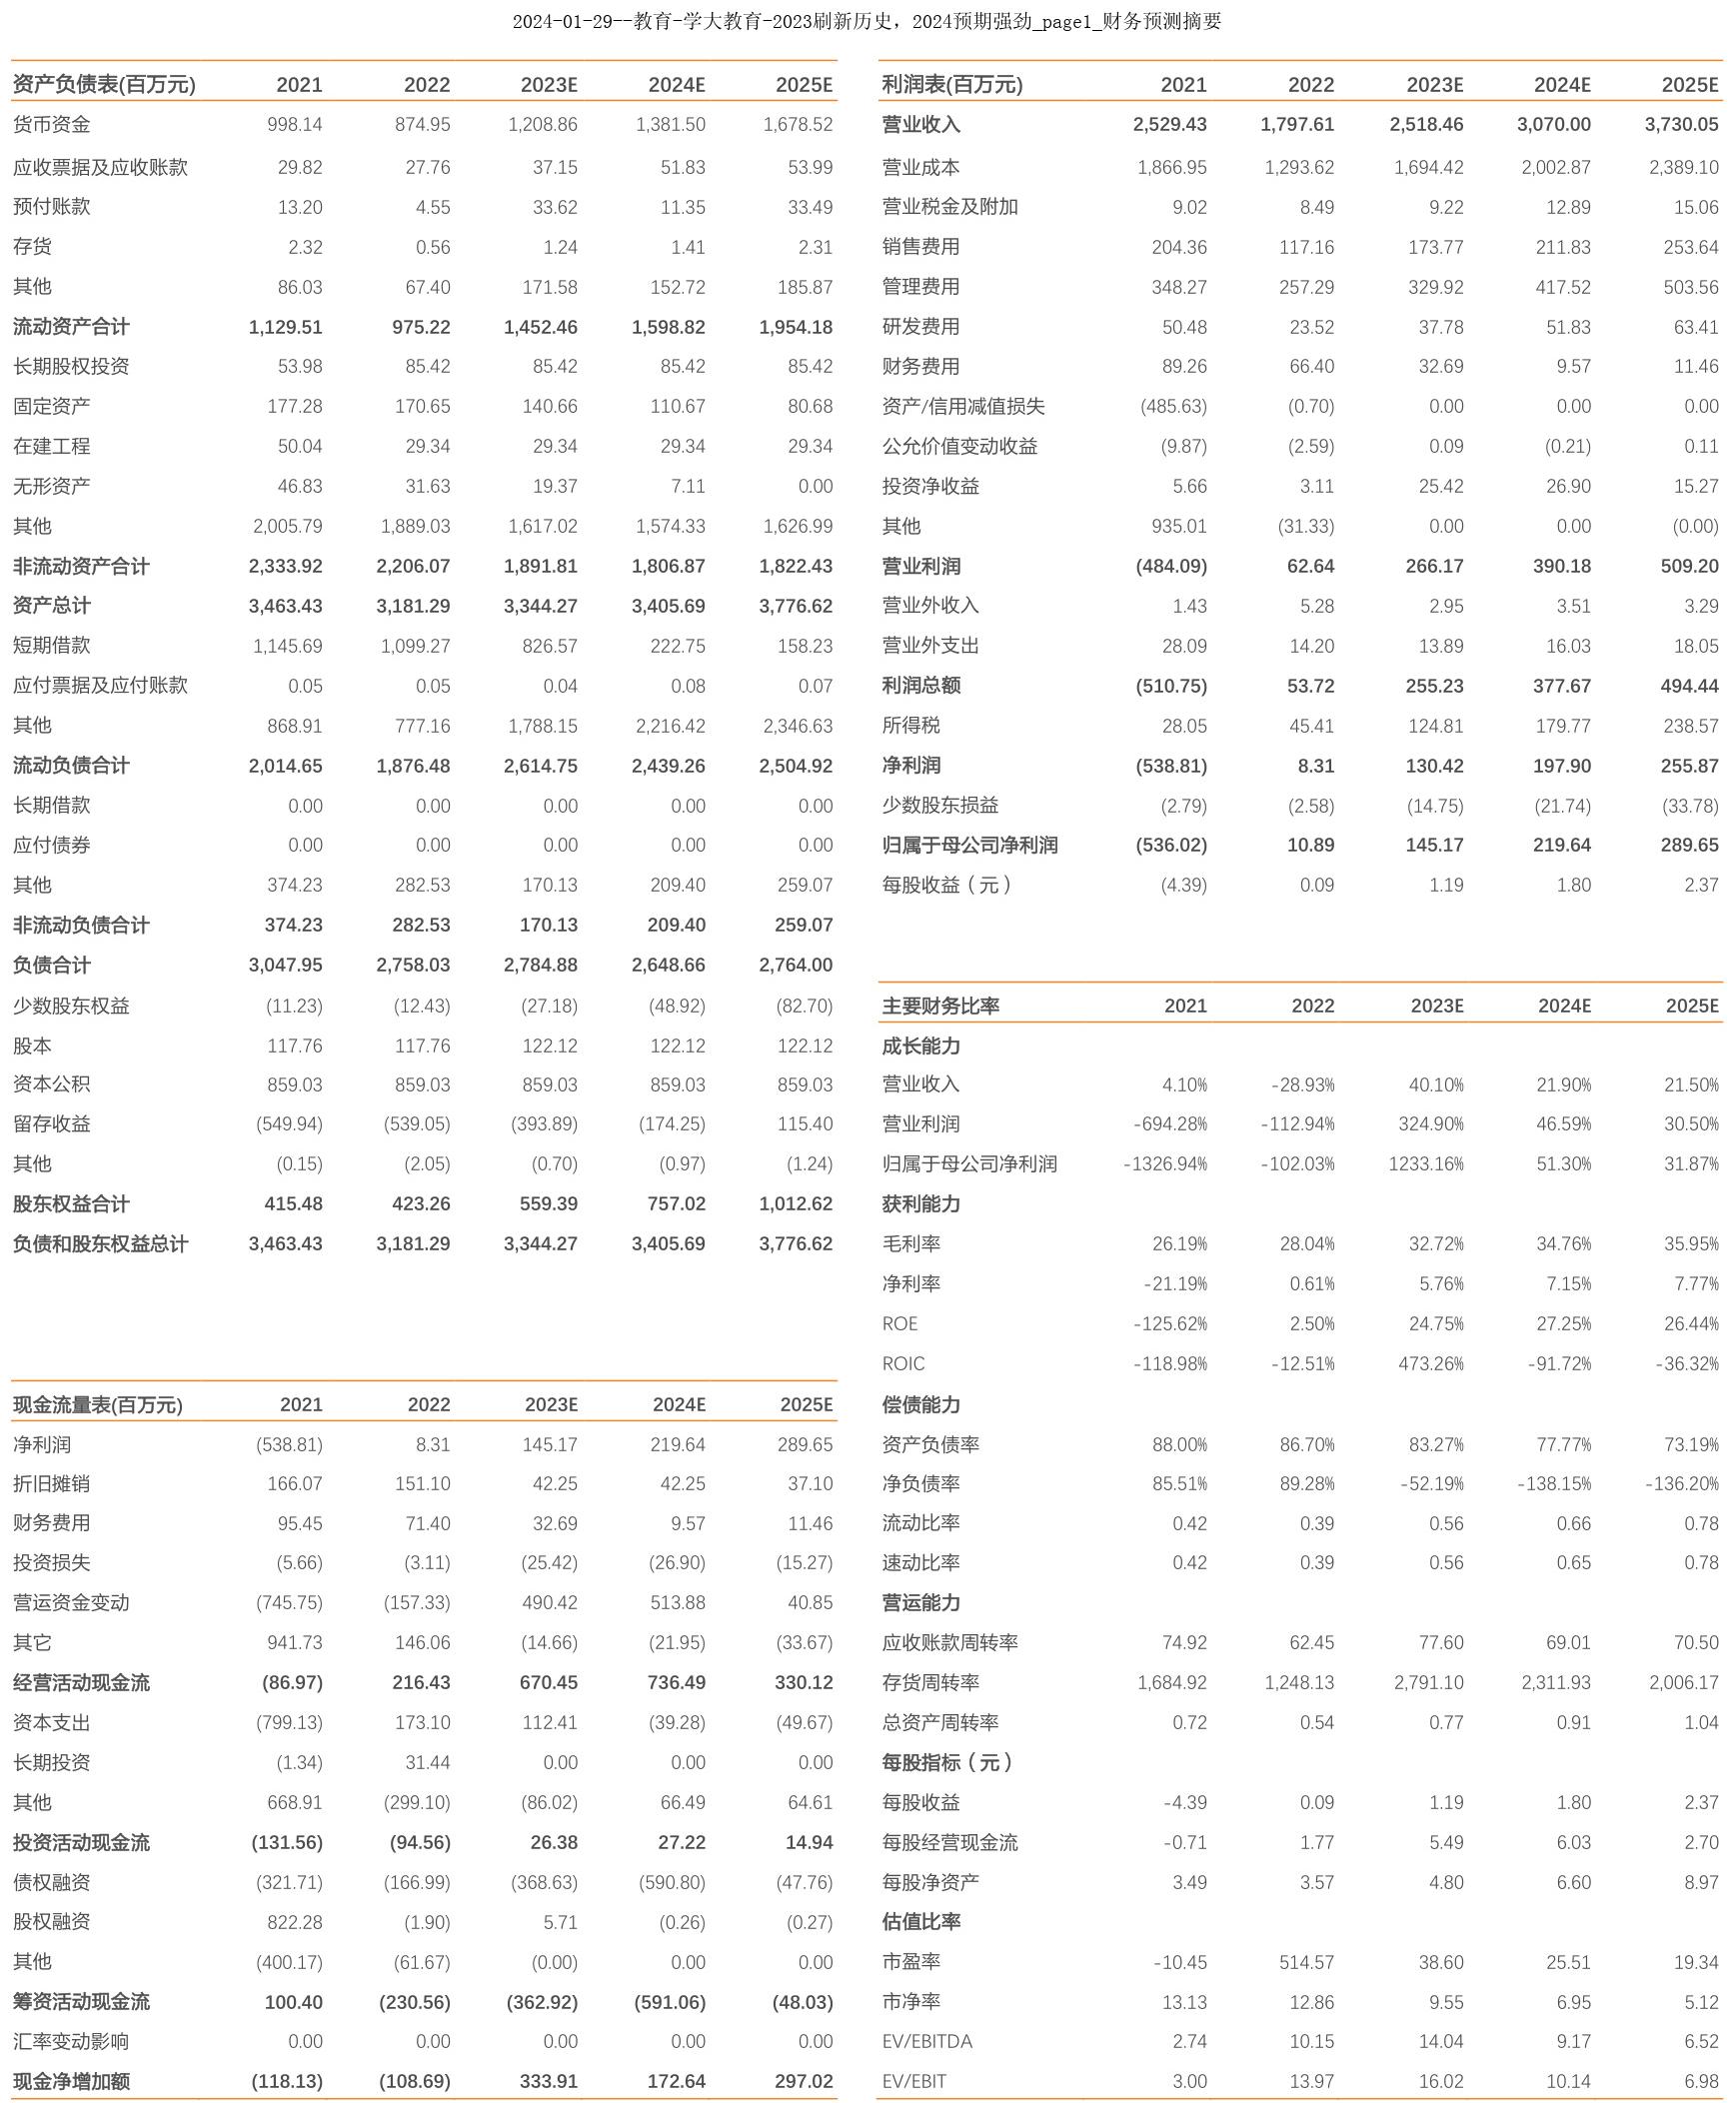 2024-01-29--教育-学大教育-2023刷新历史，2024预期强劲_page1_财务预测摘要
资产负债表(百万元) 2021 2022 2023E 2024E 2025E
货币资金 998.14 874.95 1,208.86 1,381.50 1,678.52
应收票据及应收账款 29.82 27.76 37.15 51.83 53.99
预付账款 13.20 4.55 33.62 11.35 33.49
存货 2.32 0.56 1.24 1.41 2.31
其他 86.03 67.40 171.58 152.72 185.87
流动资产合计 1,129.51 975.22 1,452.46 1,598.82 1,954.18
长期股权投资 53.98 85.42 85.42 85.42 85.42
固定资产 177.28 170.65 140.66 110.67 80.68
在建工程 50.04 29.34 29.34 29.34 29.34
无形资产 46.83 31.63 19.37 7.11 0.00
其他 2,005.79 1,889.03 1,617.02 1,574.33 1,626.99
非流动资产合计 2,333.92 2,206.07 1,891.81 1,806.87 1,822.43
资产总计 3,463.43 3,181.29 3,344.27 3,405.69 3,776.62
短期借款 1,145.69 1,099.27 826.57 222.75 158.23
应付票据及应付账款 0.05 0.05 0.04 0.08 0.07
其他 868.91 777.16 1,788.15 2,216.42 2,346.63
流动负债合计 2,014.65 1,876.48 2,614.75 2,439.26 2,504.92
长期借款 0.00 0.00 0.00 0.00 0.00
应付债券 0.00 0.00 0.00 0.00 0.00
其他 374.23 282.53 170.13 209.40 259.07
非流动负债合计 374.23 282.53 170.13 209.40 259.07
负债合计 3,047.95 2,758.03 2,784.88 2,648.66 2,764.00
少数股东权益 (11.23) (12.43) (27.18) (48.92) (82.70)
股本 117.76 117.76 122.12 122.12 122.12
资本公积 859.03 859.03 859.03 859.03 859.03
留存收益 (549.94) (539.05) (393.89) (174.25) 115.40
其他 (0.15) (2.05) (0.70) (0.97) (1.24)
股东权益合计 415.48 423.26 559.39 757.02 1,012.62
负债和股东权益总计 3,463.43 3,181.29 3,344.27 3,405.69 3,776.62
现金流量表(百万元) 2021 2022 2023E 2024E 2025E
净利润 (538.81) 8.31 145.17 219.64 289.65
折旧摊销 166.07 151.10 42.25 42.25 37.10
财务费用 95.45 71.40 32.69 9.57 11.46
投资损失 (5.66) (3.11) (25.42) (26.90) (15.27)
营运资金变动 (745.75) (157.33) 490.42 513.88 40.85
其它 941.73 146.06 (14.66) (21.95) (33.67)
经营活动现金流 (86.97) 216.43 670.45 736.49 330.12
资本支出 (799.13) 173.10 112.41 (39.28) (49.67)
长期投资 (1.34) 31.44 0.00 0.00 0.00
其他 668.91 (299.10) (86.02) 66.49 64.61
投资活动现金流 (131.56) (94.56) 26.38 27.22 14.94
债权融资 (321.71) (166.99) (368.63) (590.80) (47.76)
股权融资 822.28 (1.90) 5.71 (0.26) (0.27)
其他 (400.17) (61.67) (0.00) 0.00 0.00
筹资活动现金流 100.40 (230.56) (362.92) (591.06) (48.03)
汇率变动影响 0.00 0.00 0.00 0.00 0.00
现金净增加额 (118.13) (108.69) 333.91 172.64 297.02
利润表(百万元) 2021 2022 2023E 2024E 2025E
营业收入 2,529.43 1,797.61 2,518.46 3,070.00 3,730.05
营业成本 1,866.95 1,293.62 1,694.42 2,002.87 2,389.10
营业税金及附加 9.02 8.49 9.22 12.89 15.06
销售费用 204.36 117.16 173.77 211.83 253.64
管理费用 348.27 257.29 329.92 417.52 503.56
研发费用 50.48 23.52 37.78 51.83 63.41
财务费用 89.26 66.40 32.69 9.57 11.46
资产/信用减值损失 (485.63) (0.70) 0.00 0.00 0.00
公允价值变动收益 (9.87) (2.59) 0.09 (0.21) 0.11
投资净收益 5.66 3.11 25.42 26.90 15.27
其他 935.01 (31.33) 0.00 0.00 (0.00)
营业利润 (484.09) 62.64 266.17 390.18 509.20
营业外收入 1.43 5.28 2.95 3.51 3.29
营业外支出 28.09 14.20 13.89 16.03 18.05
利润总额 (510.75) 53.72 255.23 377.67 494.44
所得税 28.05 45.41 124.81 179.77 238.57
净利润 (538.81) 8.31 130.42 197.90 255.87
少数股东损益 (2.79) (2.58) (14.75) (21.74) (33.78)
归属于母公司净利润 (536.02) 10.89 145.17 219.64 289.65
每股收益（元） (4.39) 0.09 1.19 1.80 2.37
主要财务比率 2021 2022 2023E 2024E 2025E
成长能力
营业收入 4.10% -28.93% 40.10% 21.90% 21.50%
营业利润 -694.28% -112.94% 324.90% 46.59% 30.50%
归属于母公司净利润 -1326.94% -102.03% 1233.16% 51.30% 31.87%
获利能力
毛利率 26.19% 28.04% 32.72% 34.76% 35.95%
净利率 -21.19% 0.61% 5.76% 7.15% 7.77%
ROE -125.62% 2.50% 24.75% 27.25% 26.44%
ROIC -118.98% -12.51% 473.26% -91.72% -36.32%
偿债能力
资产负债率 88.00% 86.70% 83.27% 77.77% 73.19%
净负债率 85.51% 89.28% -52.19% -138.15% -136.20%
流动比率 0.42 0.39 0.56 0.66 0.78
速动比率 0.42 0.39 0.56 0.65 0.78
营运能力
应收账款周转率 74.92 62.45 77.60 69.01 70.50
存货周转率 1,684.92 1,248.13 2,791.10 2,311.93 2,006.17
总资产周转率 0.72 0.54 0.77 0.91 1.04
每股指标（元）
每股收益 -4.39 0.09 1.19 1.80 2.37
每股经营现金流 -0.71 1.77 5.49 6.03 2.70
每股净资产 3.49 3.57 4.80 6.60 8.97
估值比率
市盈率 -10.45 514.57 38.60 25.51 19.34
市净率 13.13 12.86 9.55 6.95 5.12
EV/EBITDA 2.74 10.15 14.04 9.17 6.52
EV/EBIT 3.00 13.97 16.02 10.14 6.98